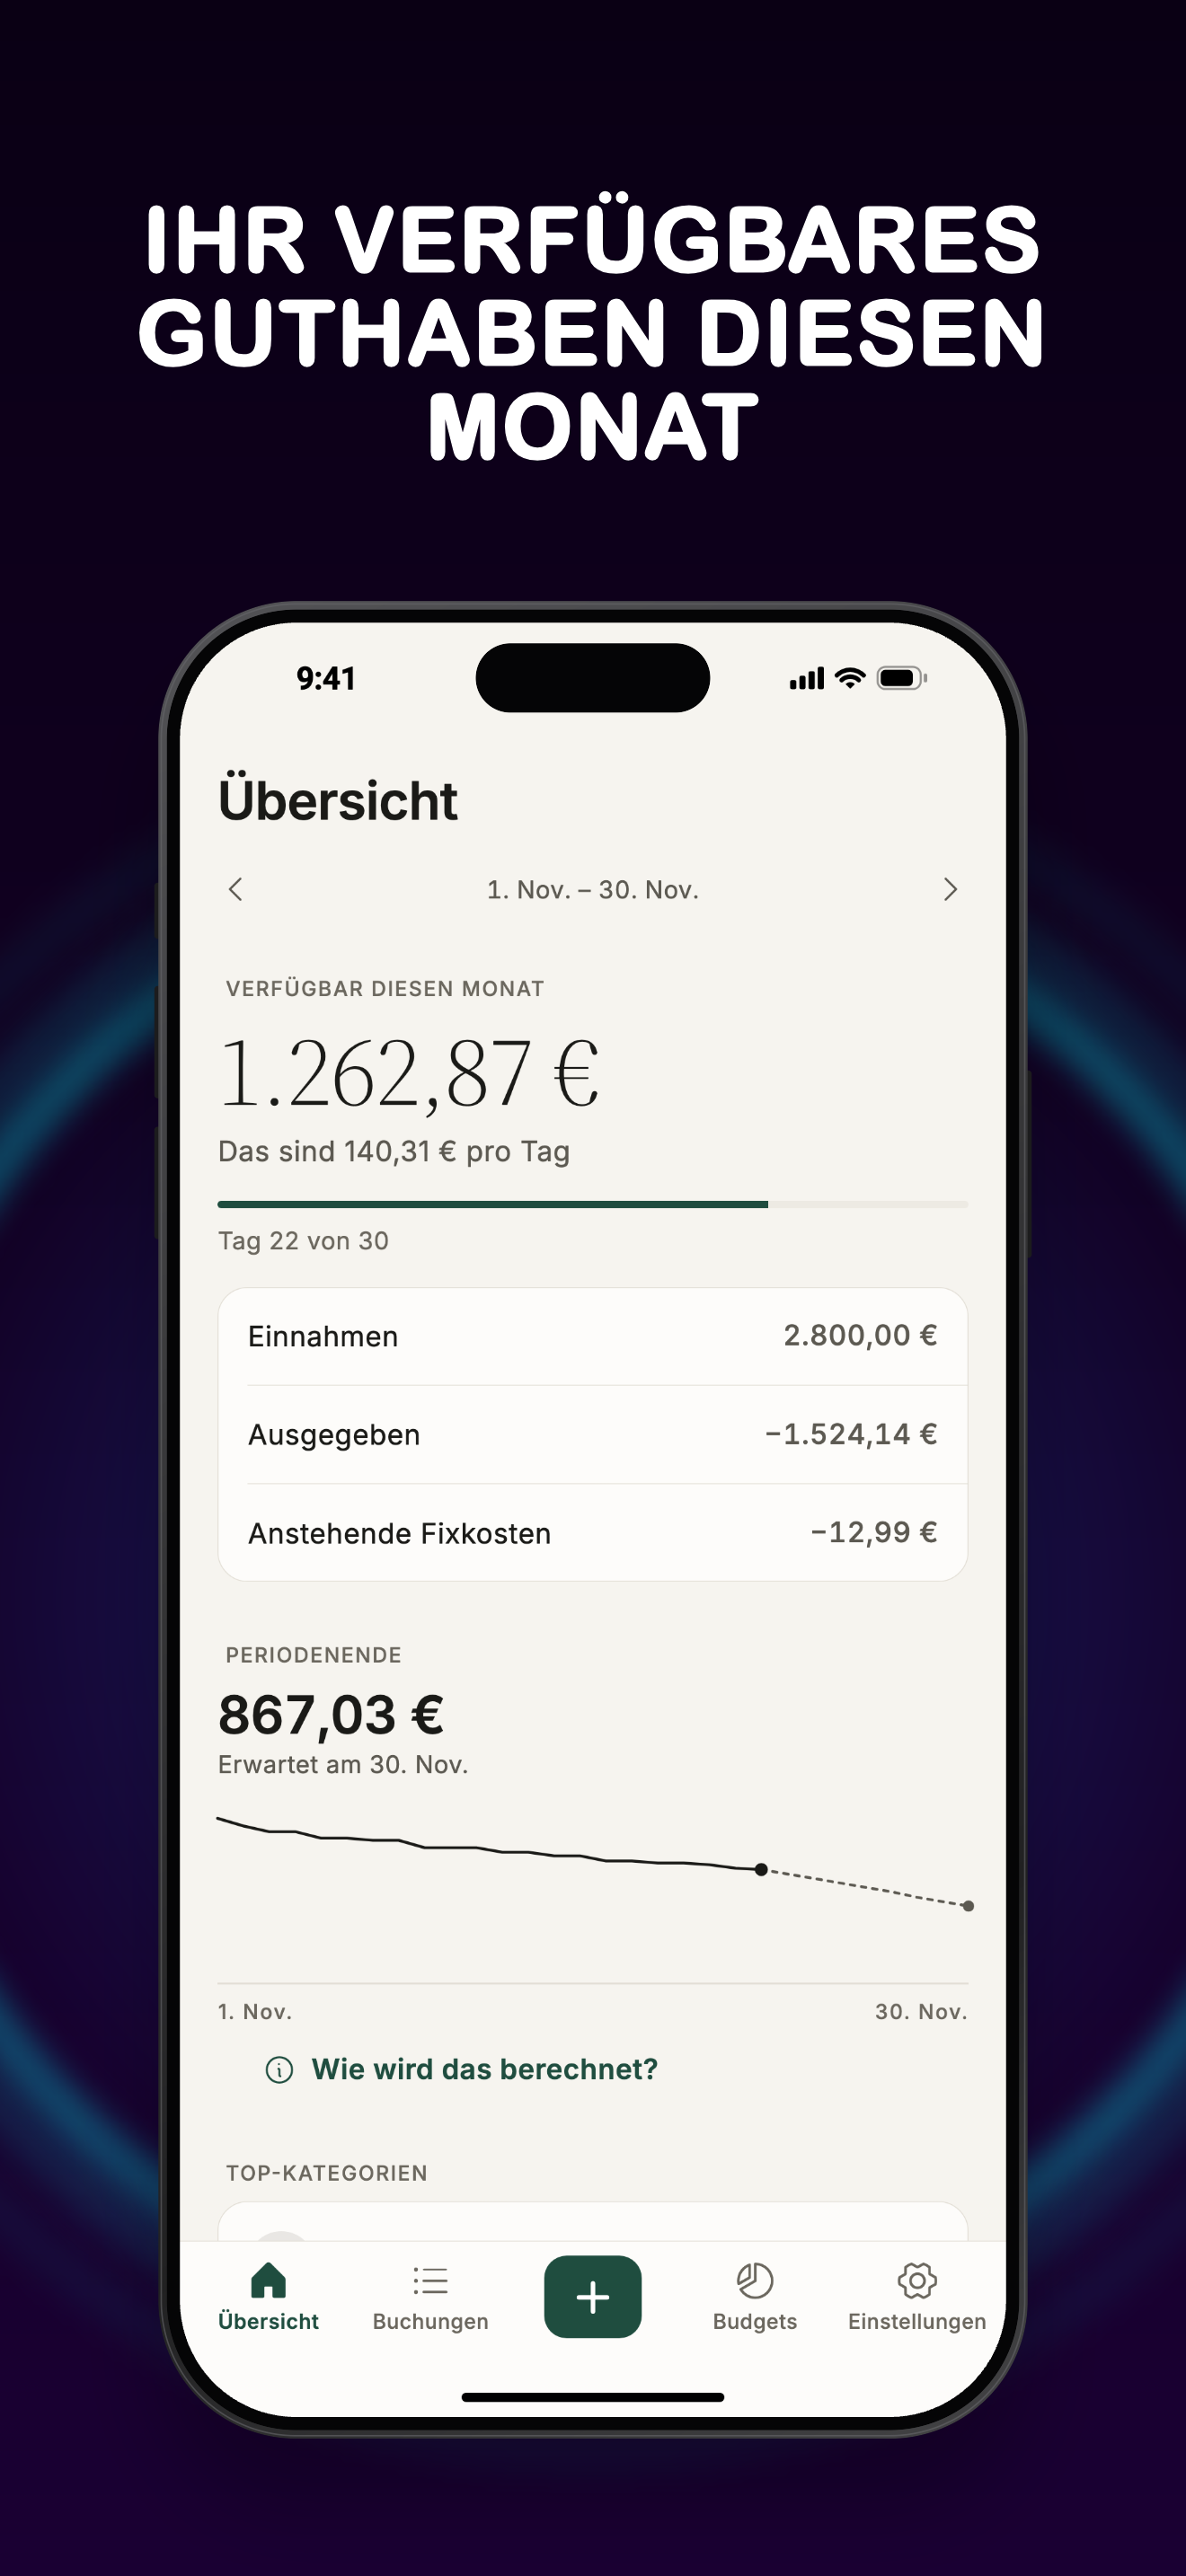 IHR VERFÜGBARES
GUTHABEN DIESEN
MONAT
9:41
Übersicht
1. Nov. – 30. Nov.
VERFÜGBAR DIESEN MONAT
1.262,87 €
Das sind 140,31 € pro Tag
Tag 22 von 30
Einnahmen 2.800,00 €
Ausgegeben −1.524,14 €
Anstehende Fixkosten −12,99 €
PERIODENENDE
867,03 €
Erwartet am 30. Nov.
1. Nov. 30. Nov.
Wie wird das berechnet?
TOP-KATEGORIEN
Übersicht Buchungen Budgets Einstellungen